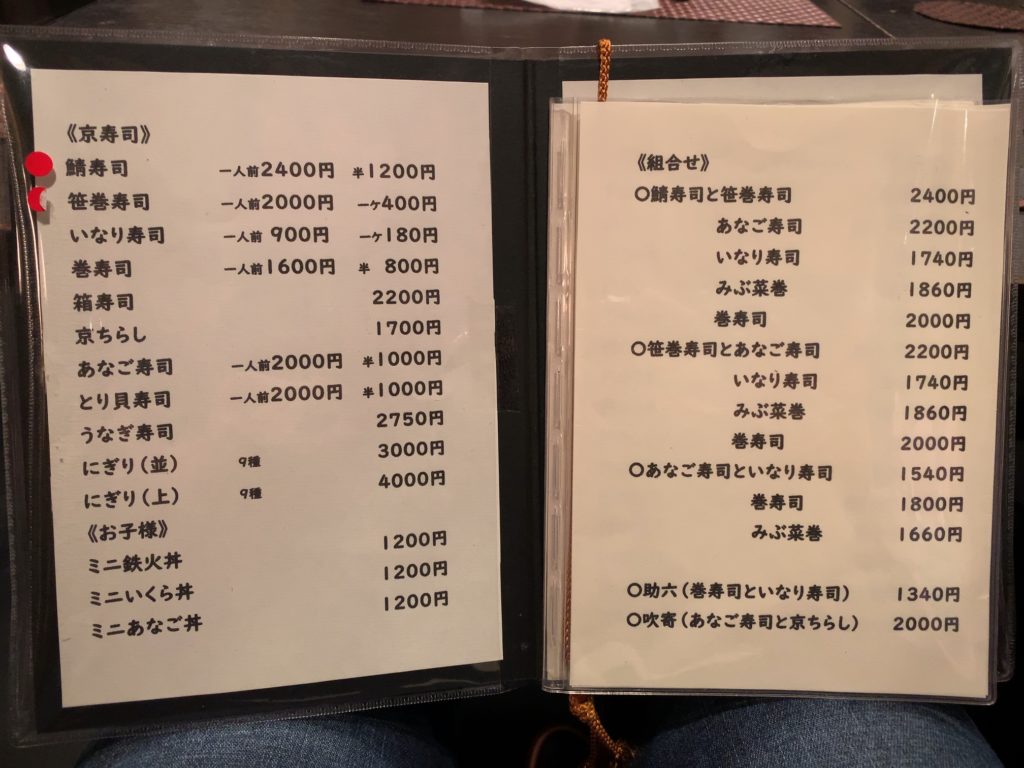 《京寿司》
鯖寿司 一人前2400円 半1200円
笹巻寿司 一人前2000円 一ケ400円
いなり寿司 一人前 900円 一ケ180円
巻寿司 一人前1600円 半 800円
箱寿司 2200円
京ちらし 1700円
あなご寿司 一人前2000円 半1000円
とり貝寿司 一人前2000円 半1000円
うなぎ寿司 2750円
にぎり(並) 9種 3000円
にぎり(上) 9種 4000円
《お子様》
ミニ鉄火丼 1200円
ミニいくら丼 1200円
ミニあなご丼 1200円
《組合せ》
○鯖寿司と笹巻寿司 2400円
あなご寿司 2200円
いなり寿司 1740円
みぶ菜巻 1860円
巻寿司 2000円
○笹巻寿司とあなご寿司 2200円
いなり寿司 1740円
みぶ菜巻 1860円
巻寿司 2000円
○あなご寿司といなり寿司 1540円
巻寿司 1800円
みぶ菜巻 1660円
○助六(巻寿司といなり寿司) 1340円
○吹寄(あなご寿司と京ちらし) 2000円